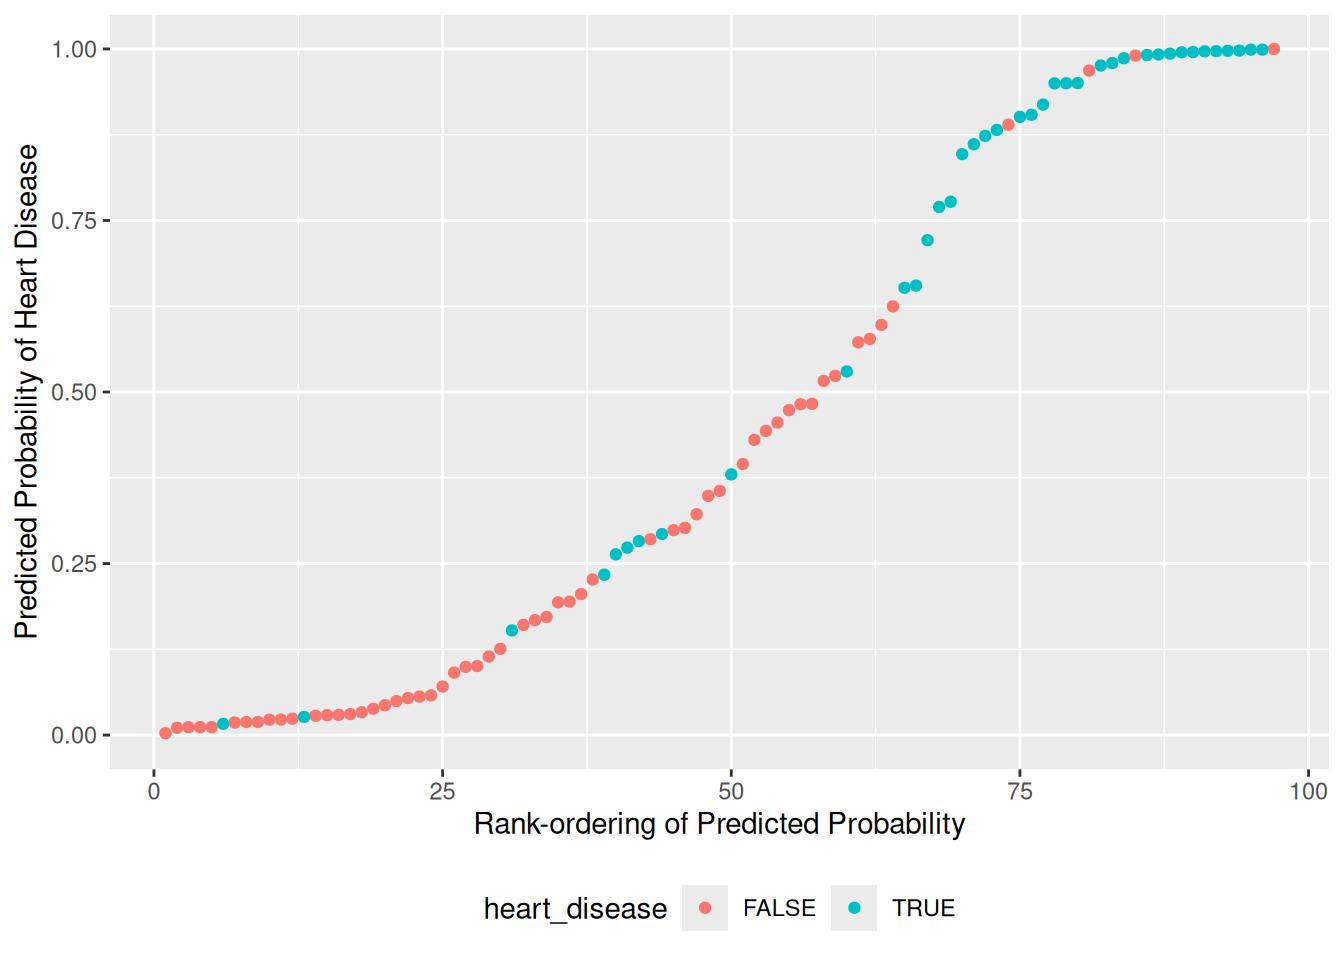 1.00
0.75
0.50
0.25
0.00
Predicted Probability of Heart Disease
0 25 50 75 100
Rank-ordering of Predicted Probability
heart_disease FALSE TRUE